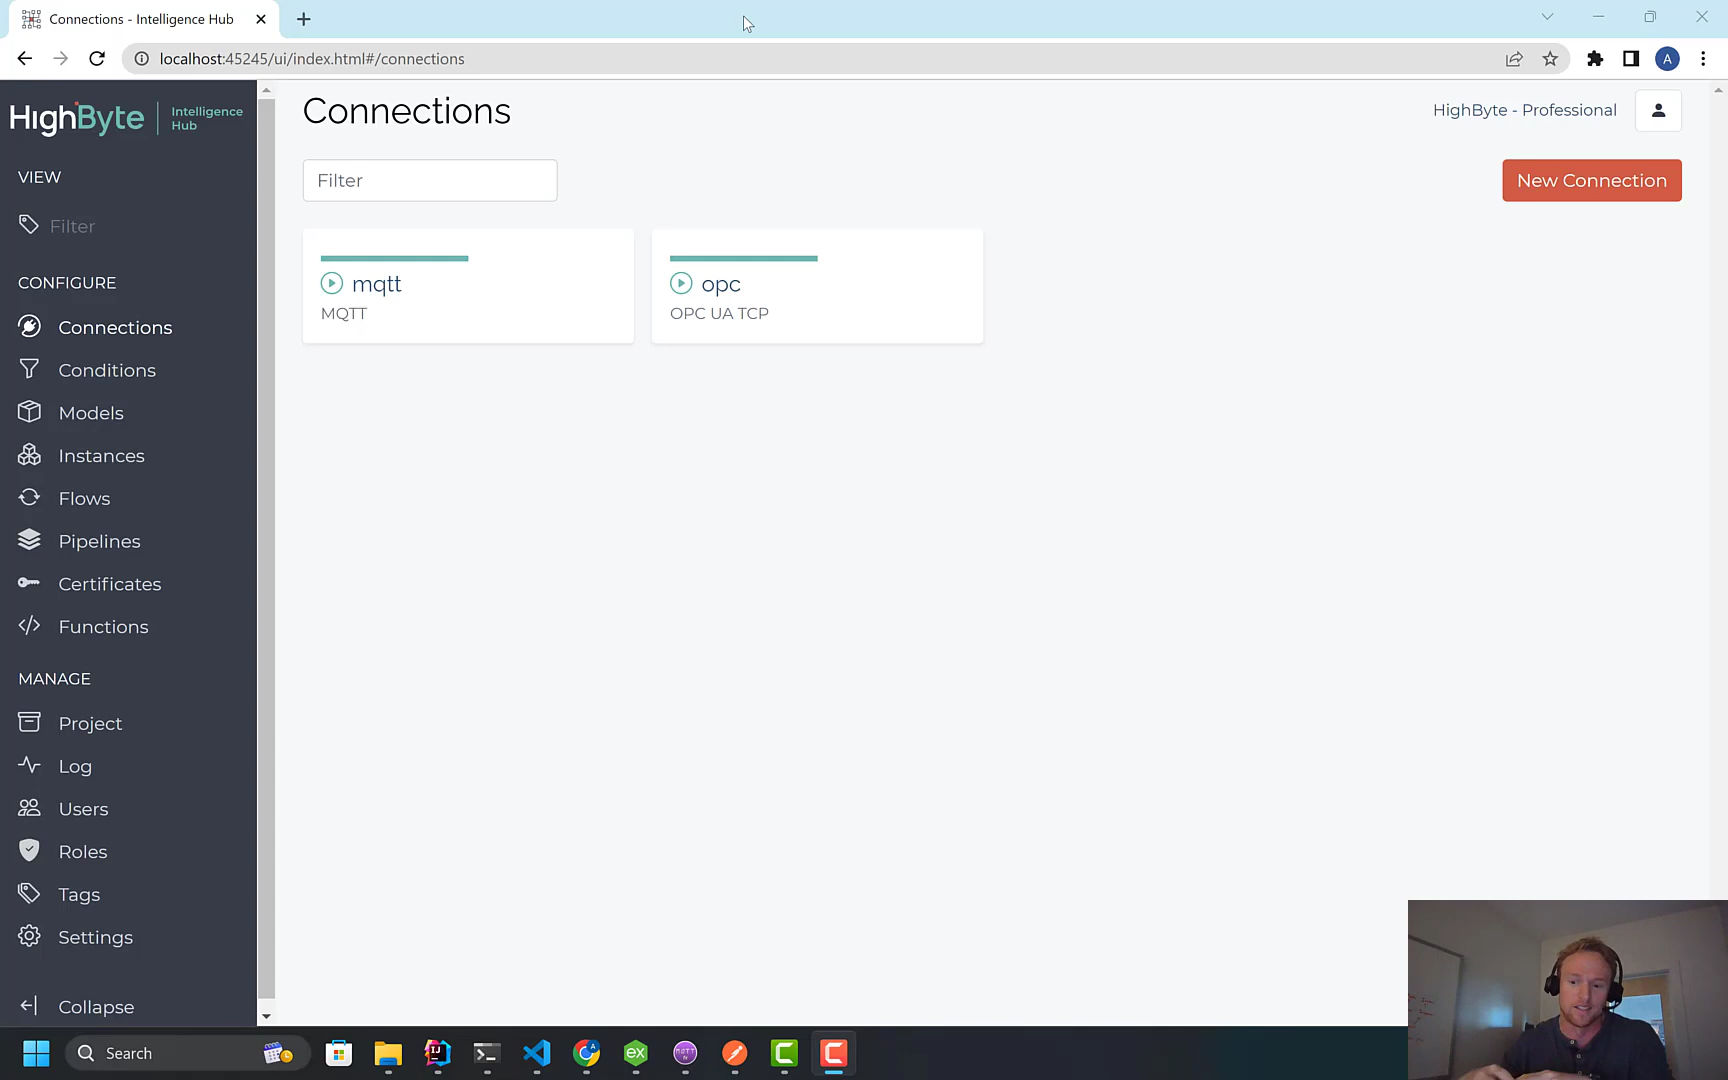 Connections - Intelligence Hub
localhost:45245/ui/index.html#/connections
A
HighByte
Intelligence
Hub
VIEW
Filter
CONFIGURE
Connections
Conditions
Models
Instances
Flows
Pipelines
Certificates
Functions
MANAGE
Project
Log
Users
Roles
Tags
Settings
Collapse
Connections
HighByte - Professional
Filter
New Connection
mqtt
MQTT
opc
OPC UA TCP
Search